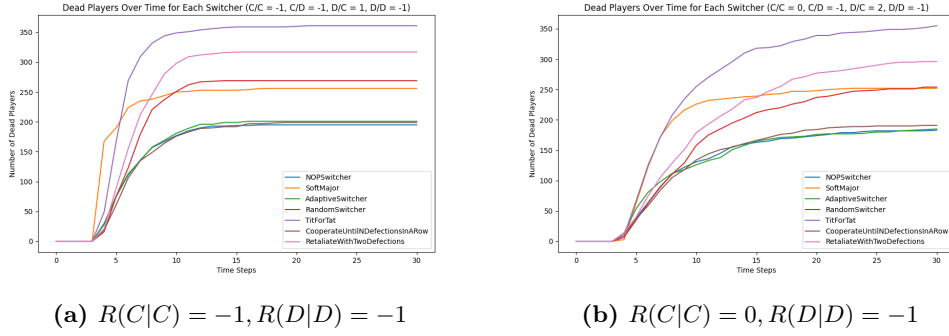 Dead Players Over Time for Each Switcher (C/C = -1, C/D = -1, D/C = 1, D/D = -1)
350
300
250
200
150
100
50
0
Number of Dead Players
NOPSwitcher
SoftMajor
AdaptiveSwitcher
RandomSwitcher
TitForTat
CooperateUntilNDefectionsInARow
RetaliateWithTwoDefections
0 5 10 15 20 25 30
Time Steps
(a) R(C|C) = −1, R(D|D) = −1
Dead Players Over Time for Each Switcher (C/C = 0, C/D = -1, D/C = 2, D/D = -1)
350
300
250
200
150
100
50
0
Number of Dead Players
NOPSwitcher
SoftMajor
AdaptiveSwitcher
RandomSwitcher
TitForTat
CooperateUntilNDefectionsInARow
RetaliateWithTwoDefections
0 5 10 15 20 25 30
Time Steps
(b) R(C|C) = 0, R(D|D) = −1